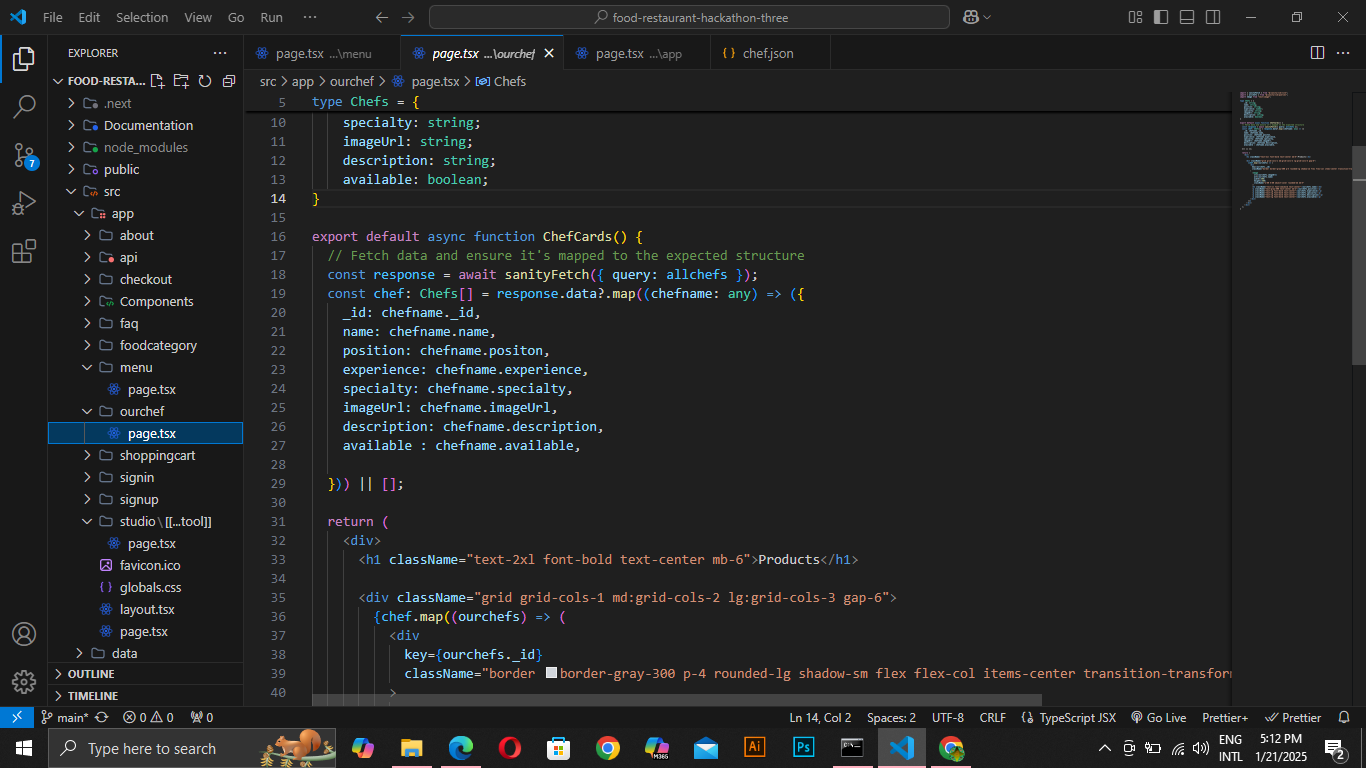 File Edit Selection View Go Run ··· food-restaurant-hackathon-three
EXPLORER ···
page.tsx ...\menu page.tsx ...\ourchef page.tsx ...\app chef.json
FOOD-RESTA...
.next
Documentation
node_modules
public
src
app
about
api
checkout
Components
faq
foodcategory
menu
page.tsx
ourchef
page.tsx
shoppingcart
signin
signup
studio \ [[...tool]]
page.tsx
favicon.ico
globals.css
layout.tsx
page.tsx
data
OUTLINE
TIMELINE
7
src > app > ourchef > page.tsx > Chefs
5 type Chefs = {
10 specialty: string;
11 imageUrl: string;
12 description: string;
13 available: boolean;
14 }
15
16 export default async function ChefCards() {
17 // Fetch data and ensure it's mapped to the expected structure
18 const response = await sanityFetch({ query: allchefs });
19 const chef: Chefs[] = response.data?.map((chefname: any) => ({
20 _id: chefname._id,
21 name: chefname.name,
22 position: chefname.positon,
23 experience: chefname.experience,
24 specialty: chefname.specialty,
25 imageUrl: chefname.imageUrl,
26 description: chefname.description,
27 available : chefname.available,
28
29 })) || [];
30
31 return (
32 <div>
33 <h1 className="text-2xl font-bold text-center mb-6">Products</h1>
34
35 <div className="grid grid-cols-1 md:grid-cols-2 lg:grid-cols-3 gap-6">
36 {chef.map((ourchefs) => (
37 <div
38 key={ourchefs._id}
39 className="border border-gray-300 p-4 rounded-lg shadow-sm flex flex-col items-center transition-transform
40 >
main* 0 0 0 Ln 14, Col 2 Spaces: 2 UTF-8 CRLF TypeScript JSX Go Live Prettier+ Prettier
Type here to search M365 Ai Ps ENG INTL 5:12 PM 1/21/2025 2